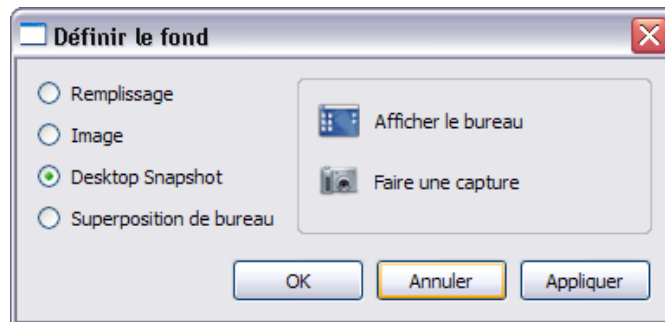 Définir le fond
Remplissage
Image
Desktop Snapshot
Superposition de bureau
Afficher le bureau
Faire une capture
OK
Annuler
Appliquer